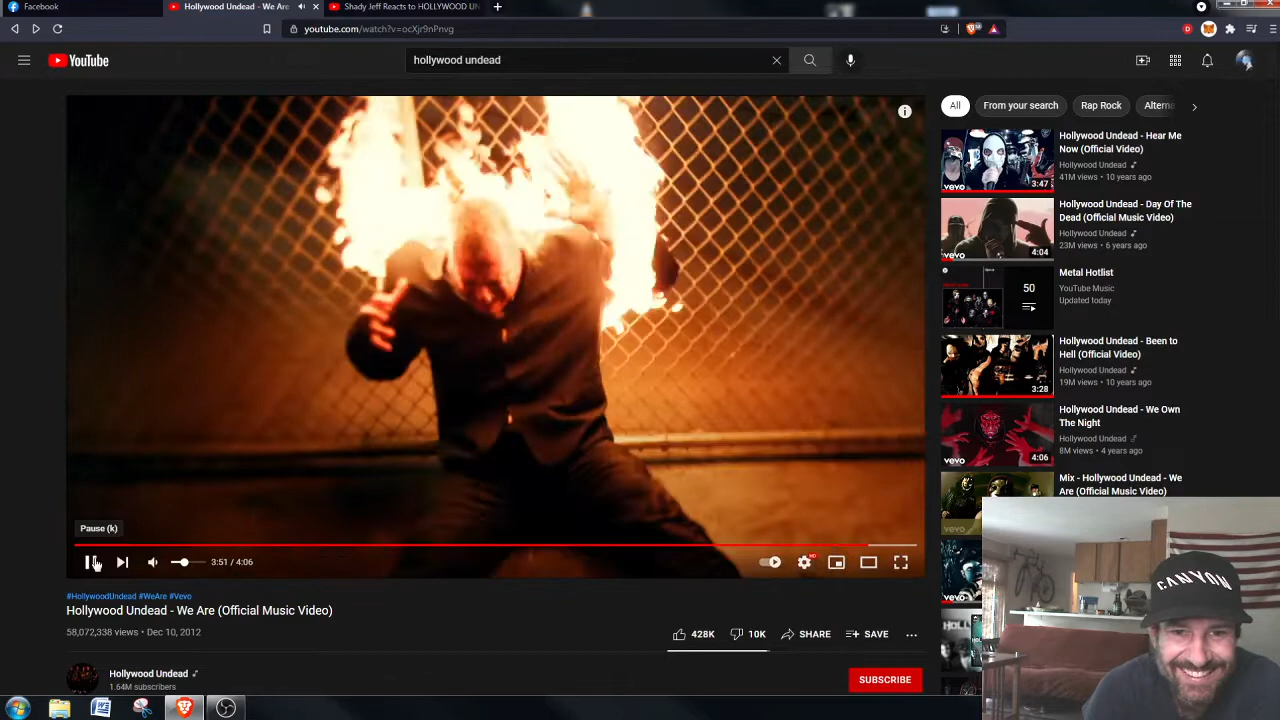 Facebook
Hollywood Undead - We Are
Shady Jeff Reacts to HOLLYWOOD UN
youtube.com/watch?v=ocXjr9nPnvg
YouTube
hollywood undead
All
From your search
Rap Rock
Alterna
Hollywood Undead - Hear Me
Now (Official Video)
Hollywood Undead
41M views • 10 years ago
vevo
3:47
Hollywood Undead - Day Of The
Dead (Official Music Video)
Hollywood Undead
23M views • 6 years ago
vevo
4:04
Metal Hotlist
YouTube Music
Updated today
50
Hollywood Undead - Been to
Hell (Official Video)
Hollywood Undead
19M views • 10 years ago
vevo
3:28
Hollywood Undead - We Own
The Night
Hollywood Undead
8M views • 4 years ago
vevo
4:06
Mix - Hollywood Undead - We
Are (Official Music Video)
vevo
Pause (k)
3:51 / 4:06
HD
#HollywoodUndead #WeAre #Vevo
Hollywood Undead - We Are (Official Music Video)
58,072,338 views • Dec 10, 2012
428K
10K
SHARE
SAVE
Hollywood Undead
1.64M subscribers
SUBSCRIBE
CANYON